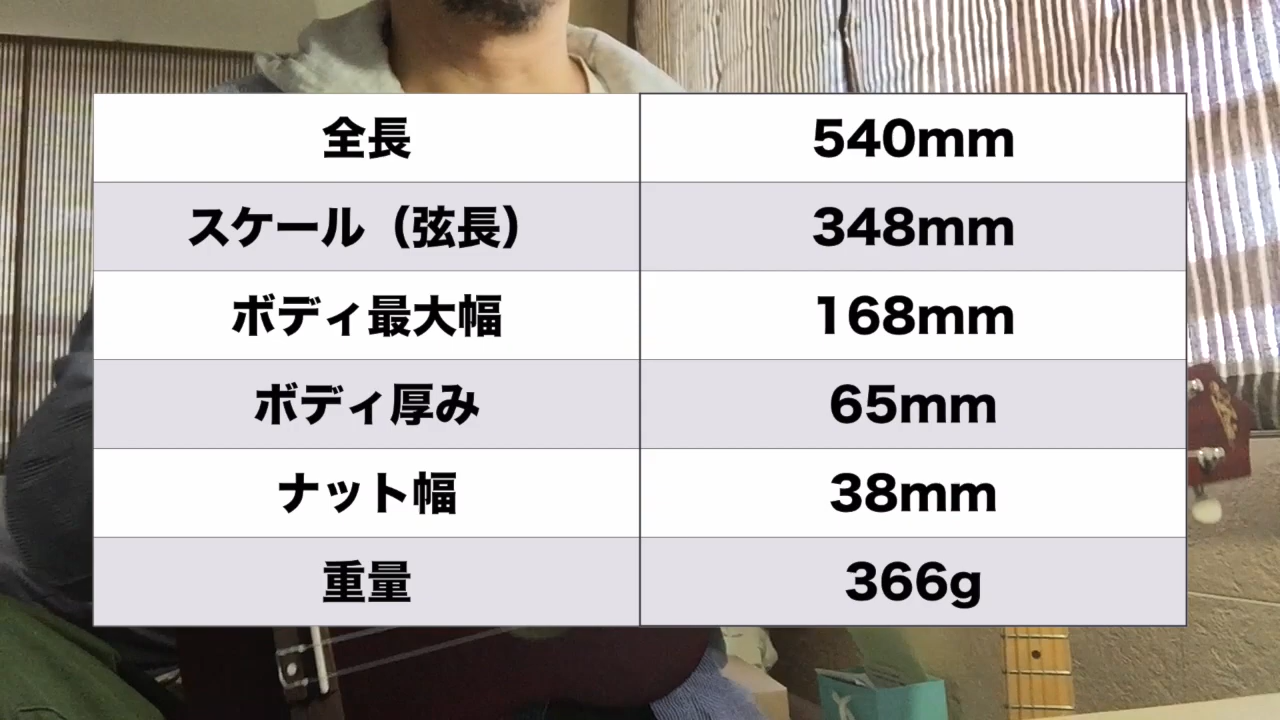 全長 540mm
スケール（弦長） 348mm
ボディ最大幅 168mm
ボディ厚み 65mm
ナット幅 38mm
重量 366g